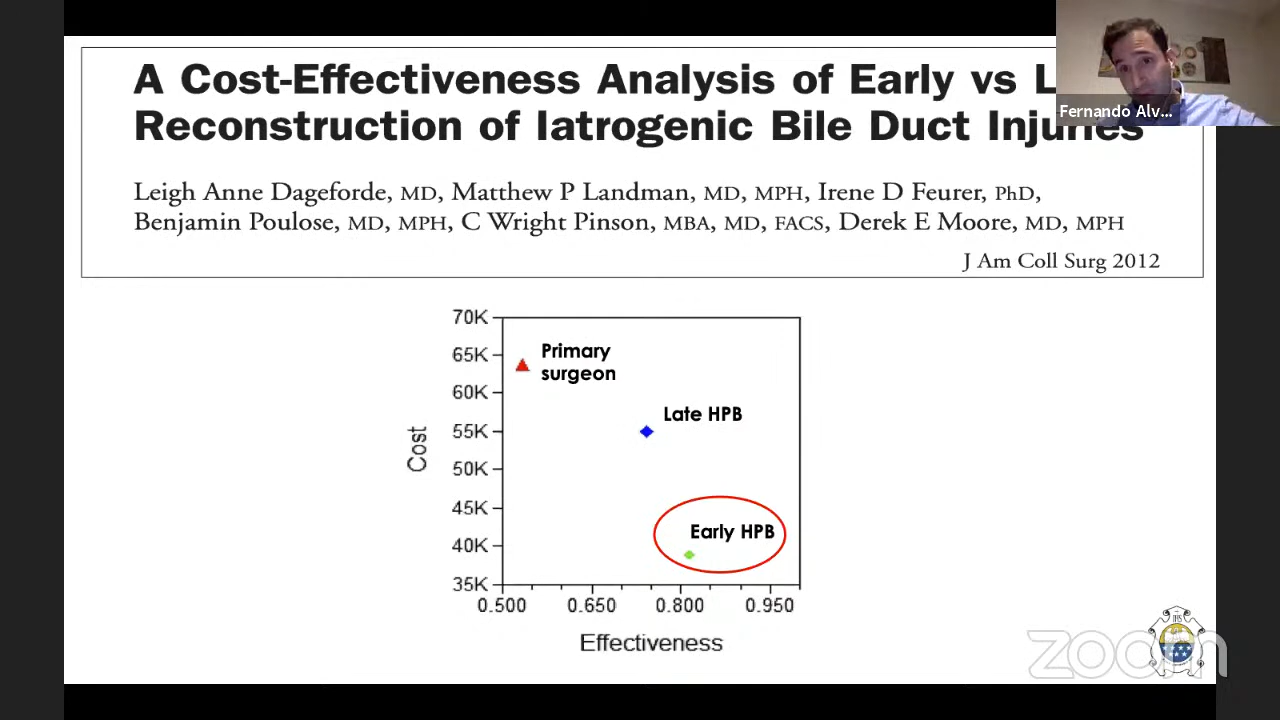 A Cost-Effectiveness Analysis of Early vs L
Reconstruction of Iatrogenic Bile Duct Injuries
Fernando Alv...
Leigh Anne Dageforde, MD, Matthew P Landman, MD, MPH, Irene D Feurer, PhD,
Benjamin Poulose, MD, MPH, C Wright Pinson, MBA, MD, FACS, Derek E Moore, MD, MPH
J Am Coll Surg 2012
70K
65K
60K
55K
50K
45K
40K
35K
Cost
Primary
surgeon
Late HPB
Early HPB
0.500 0.650 0.800 0.950
Effectiveness
zoom
IHS